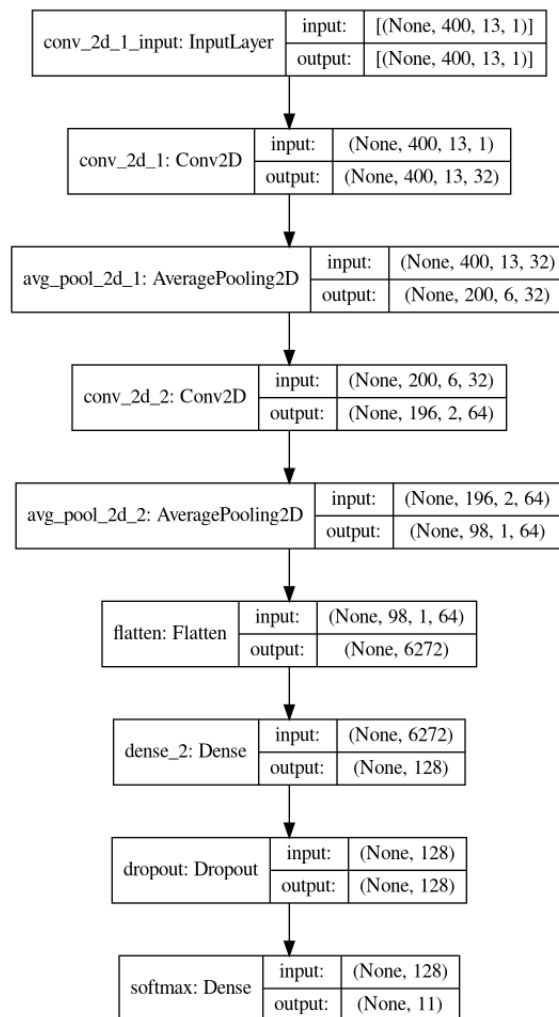 conv_2d_1_input: InputLayer
input: [(None, 400, 13, 1)]
output: [(None, 400, 13, 1)]
conv_2d_1: Conv2D
input: (None, 400, 13, 1)
output: (None, 400, 13, 32)
avg_pool_2d_1: AveragePooling2D
input: (None, 400, 13, 32)
output: (None, 200, 6, 32)
conv_2d_2: Conv2D
input: (None, 200, 6, 32)
output: (None, 196, 2, 64)
avg_pool_2d_2: AveragePooling2D
input: (None, 196, 2, 64)
output: (None, 98, 1, 64)
flatten: Flatten
input: (None, 98, 1, 64)
output: (None, 6272)
dense_2: Dense
input: (None, 6272)
output: (None, 128)
dropout: Dropout
input: (None, 128)
output: (None, 128)
softmax: Dense
input: (None, 128)
output: (None, 11)